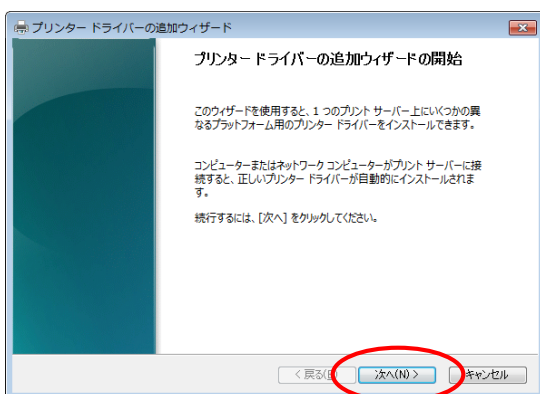 プリンター ドライバーの追加ウィザード
プリンター ドライバーの追加ウィザードの開始
このウィザードを使用すると、1 つのプリント サーバー上にいくつかの異
なるプラットフォーム用のプリンター ドライバーをインストールできます。
コンピューターまたはネットワーク コンピューターがプリント サーバーに接
続すると、正しいプリンター ドライバーが自動的にインストールされま
す。
続行するには、[次へ] をクリックしてください。
< 戻る(B) 次へ(N) > キャンセル